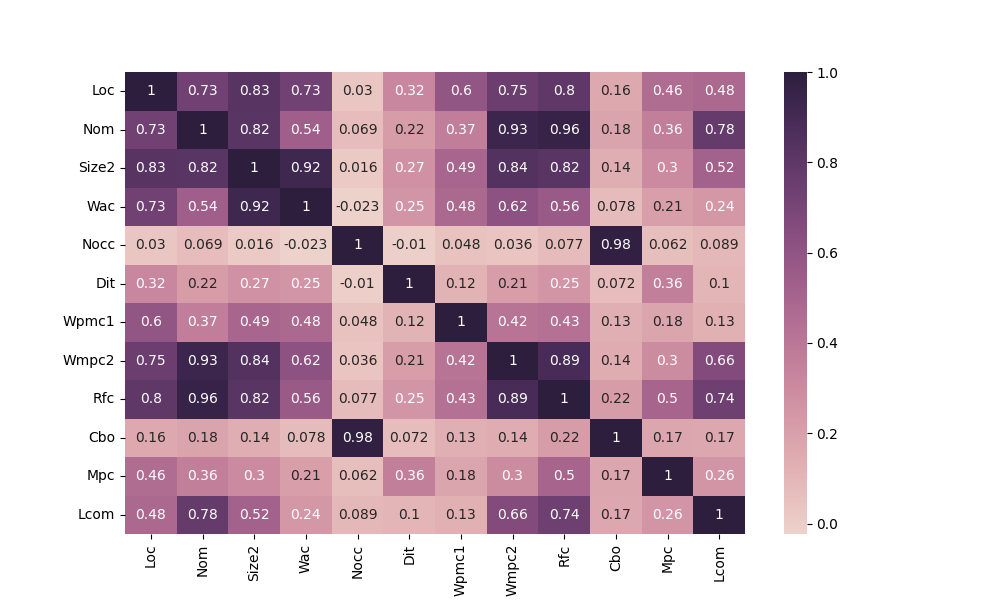 Loc 1 0.73 0.83 0.73 0.03 0.32 0.6 0.75 0.8 0.16 0.46 0.48 1.0
Nom 0.73 1 0.82 0.54 0.069 0.22 0.37 0.93 0.96 0.18 0.36 0.78
Size2 0.83 0.82 1 0.92 0.016 0.27 0.49 0.84 0.82 0.14 0.3 0.52 0.8
Wac 0.73 0.54 0.92 1 -0.023 0.25 0.48 0.62 0.56 0.078 0.21 0.24
Nocc 0.03 0.069 0.016 -0.023 1 -0.01 0.048 0.036 0.077 0.98 0.062 0.089 0.6
Dit 0.32 0.22 0.27 0.25 -0.01 1 0.12 0.21 0.25 0.072 0.36 0.1
Wpmc1 0.6 0.37 0.49 0.48 0.048 0.12 1 0.42 0.43 0.13 0.18 0.13 0.4
Wmpc2 0.75 0.93 0.84 0.62 0.036 0.21 0.42 1 0.89 0.14 0.3 0.66
Rfc 0.8 0.96 0.82 0.56 0.077 0.25 0.43 0.89 1 0.22 0.5 0.74
Cbo 0.16 0.18 0.14 0.078 0.98 0.072 0.13 0.14 0.22 1 0.17 0.17 0.2
Mpc 0.46 0.36 0.3 0.21 0.062 0.36 0.18 0.3 0.5 0.17 1 0.26
Lcom 0.48 0.78 0.52 0.24 0.089 0.1 0.13 0.66 0.74 0.17 0.26 1 0.0
Loc Nom Size2 Wac Nocc Dit Wpmc1 Wmpc2 Rfc Cbo Mpc Lcom